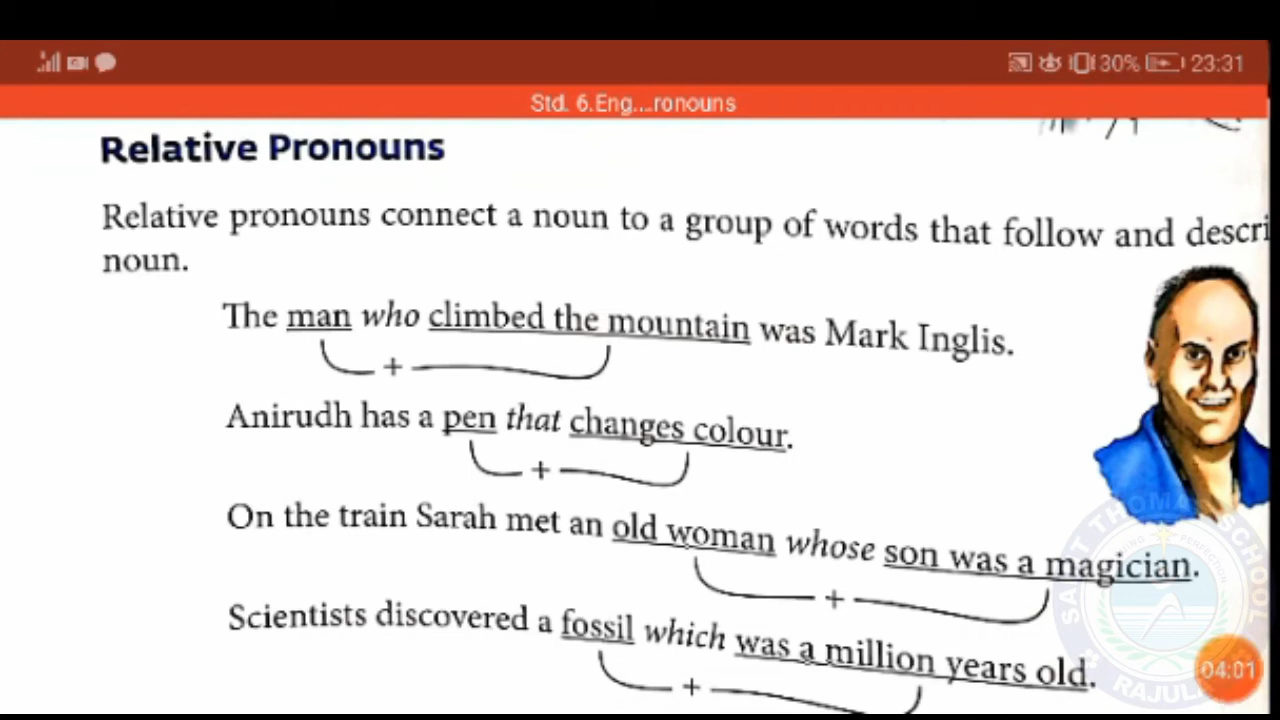 30% 23:31
Std. 6.Eng...ronouns
Relative Pronouns
Relative pronouns connect a noun to a group of words that follow and descri
noun.
The man who climbed the mountain was Mark Inglis.
+
Anirudh has a pen that changes colour.
+
On the train Sarah met an old woman whose son was a magician.
+
Scientists discovered a fossil which was a million years old.
+
04:01
RAJULA